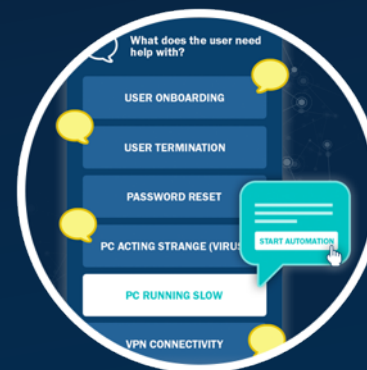 What does the user need
help with?
USER ONBOARDING
USER TERMINATION
PASSWORD RESET
PC ACTING STRANGE
START AUTOMATION
PC RUNNING SLOW
VPN CONNECTIVITY